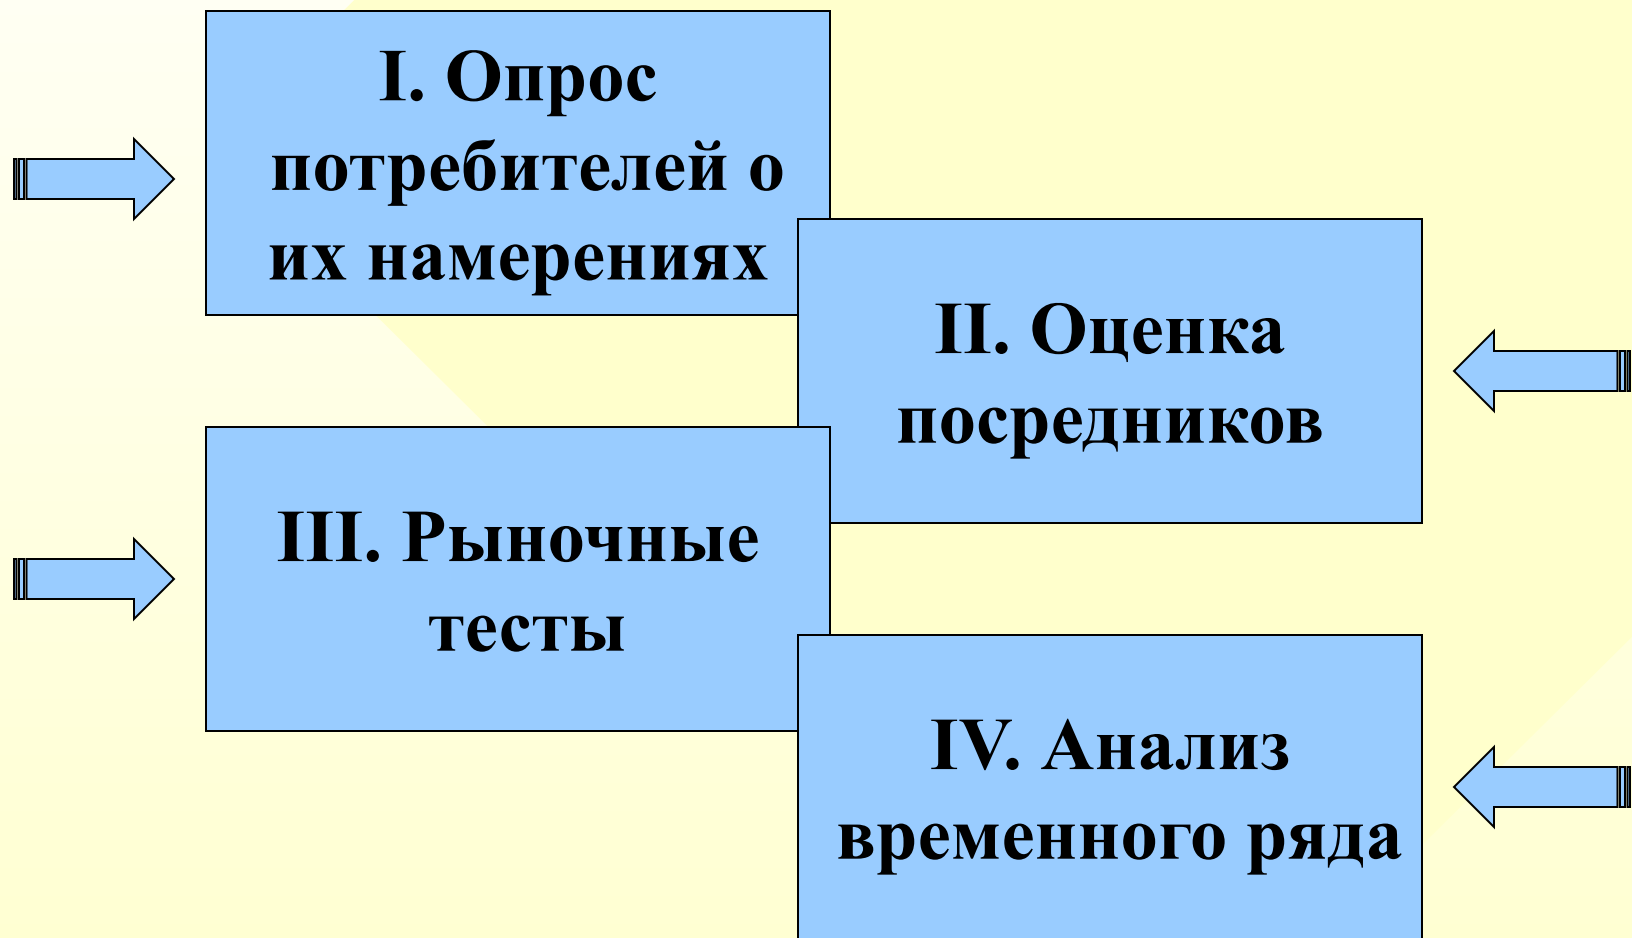 I. Опрос
потребителей о
их намерениях
II. Оценка
посредников
III. Рыночные
тесты
IV. Анализ
временного ряда